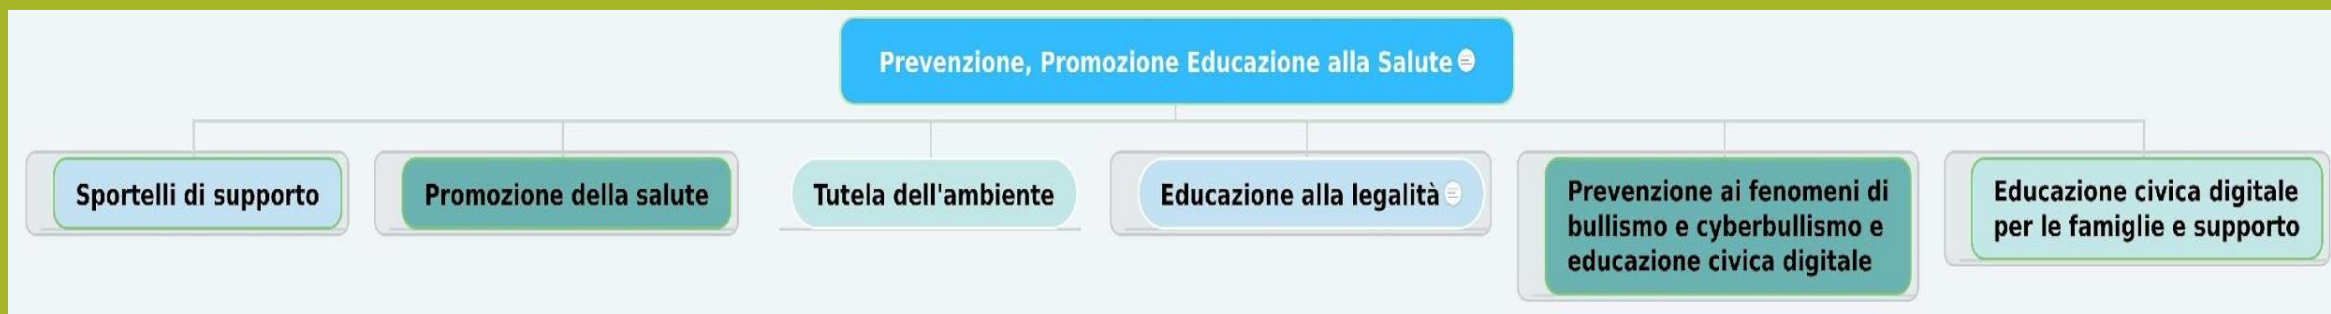 Prevenzione, Promozione Educazione alla Salute
Sportelli di supporto
Promozione della salute
Tutela dell'ambiente
Educazione alla legalità
Prevenzione ai fenomeni di
bullismo e cyberbullismo e
educazione civica digitale
Educazione civica digitale
per le famiglie e supporto